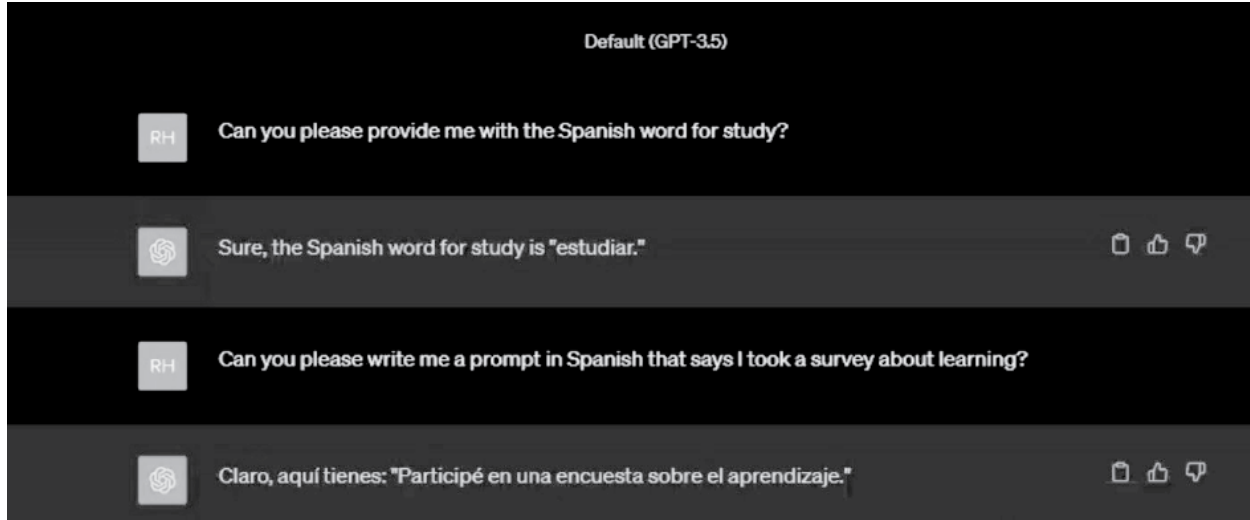 Default (GPT-3.5)
RH
Can you please provide me with the Spanish word for study?
Sure, the Spanish word for study is "estudiar."
RH
Can you please write me a prompt in Spanish that says I took a survey about learning?
Claro, aquí tienes: "Participé en una encuesta sobre el aprendizaje."